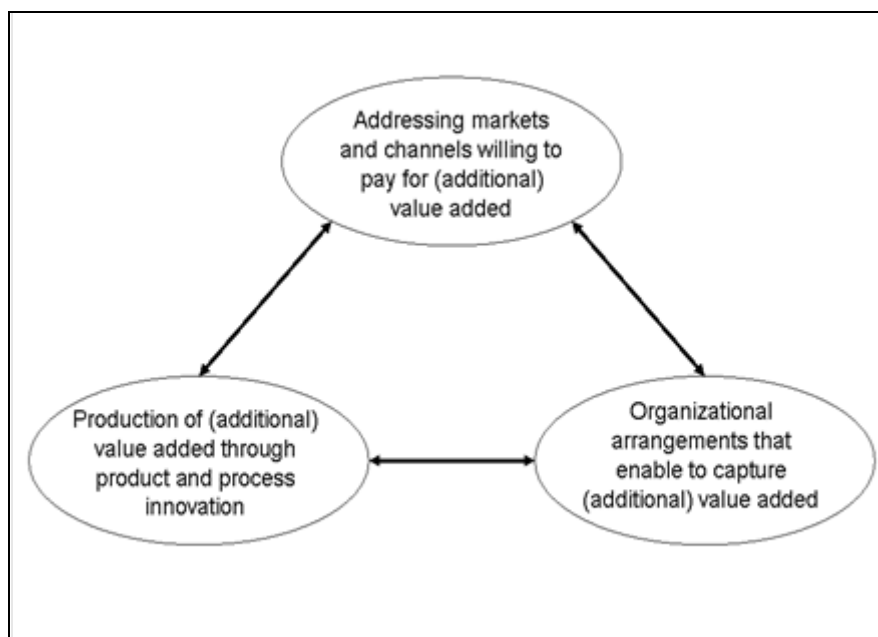 Addressing markets
and channels willing to
pay for (additional)
value added
Production of (additional)
value added through
product and process
innovation
Organizational
arrangements that
enable to capture
(additional) value added